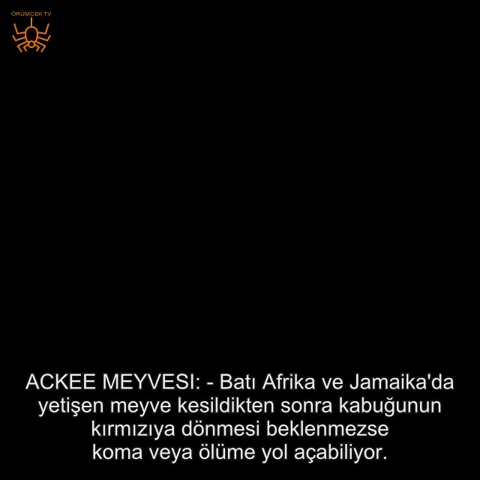 ÖRÜMCEK TV
ACKEE MEYVESI: - Batı Afrika ve Jamaika'da
yetişen meyve kesildikten sonra kabuğunun
kırmızıya dönmesi beklenmezse
koma veya ölüme yol açabiliyor.